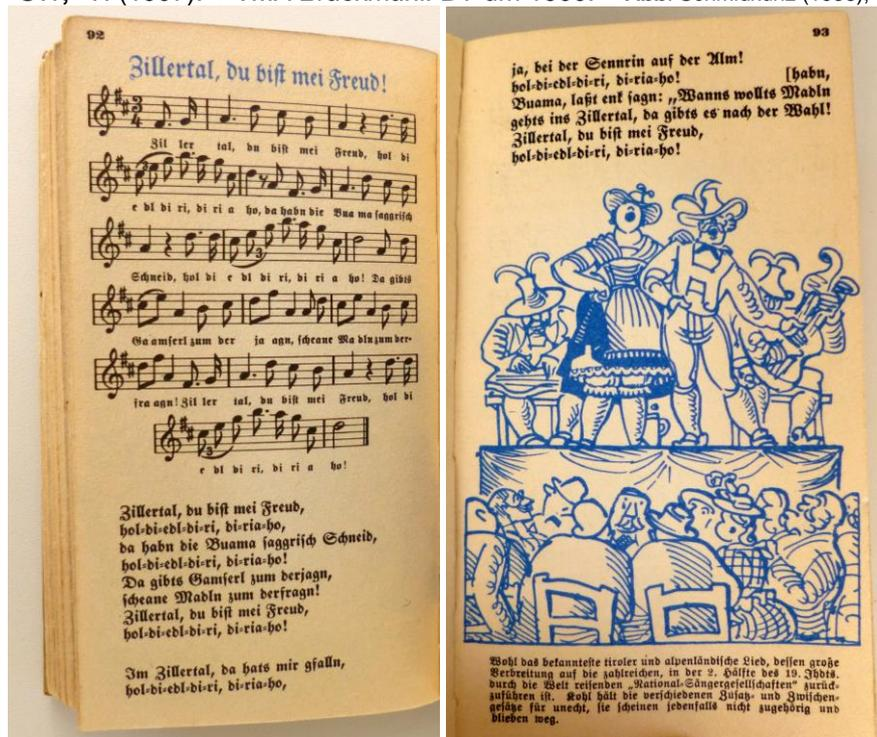 92
Zillertal, du bist mei Freud!
Zil ler tal, du bist mei Freud, hol di
e dl di ri, di ri a ho, da habn die Bua ma saggrisch
Schneid, hol di e dl di ri, di ri a ho! Da gibts
Ga amserl zum der ja agn, scheane Ma dln zum der-
fra agn! Zil ler tal, du bist mei Freud, hol di
e dl di ri, di ri a ho!
Zillertal, du bist mei Freud,
hol-di-edl-di-ri, di-ria-ho,
da habn die Buama saggrisch Schneid,
hol-di-edl-di-ri, di-ria-ho!
Da gibts Gamserl zum derjagn,
scheane Madln zum derfragn!
Zillertal, du bist mei Freud,
hol-di-edl-di-ri, di-ria-ho!
Im Zillertal, da hats mir gfalln,
hol-di-edl-di-ri, di-ria-ho,
93
ja, bei der Sennrin auf der Alm!
hol-di-edl-di-ri, di-ria-ho! [habn,
Buama, laßt enk sagn: „Wanns wollts Madln
gehts ins Zillertal, da gibts es nach der Wahl!
Zillertal, du bist mei Freud,
hol-di-edl-di-ri, di-ria-ho!
Wohl das bekannteste tiroler und alpenländische Lied, dessen große
Verbreitung auf die zahlreichen, in der 2. Hälfte des 19. Jhdts.
durch die Welt reisenden „National-Sängergesellschaften“ zurück-
zuführen ist. Kohl hält die verschiedenen Zusatz- und Zwischen-
gesätze für unecht, sie scheinen jedenfalls nicht zugehörig und
blieben weg.